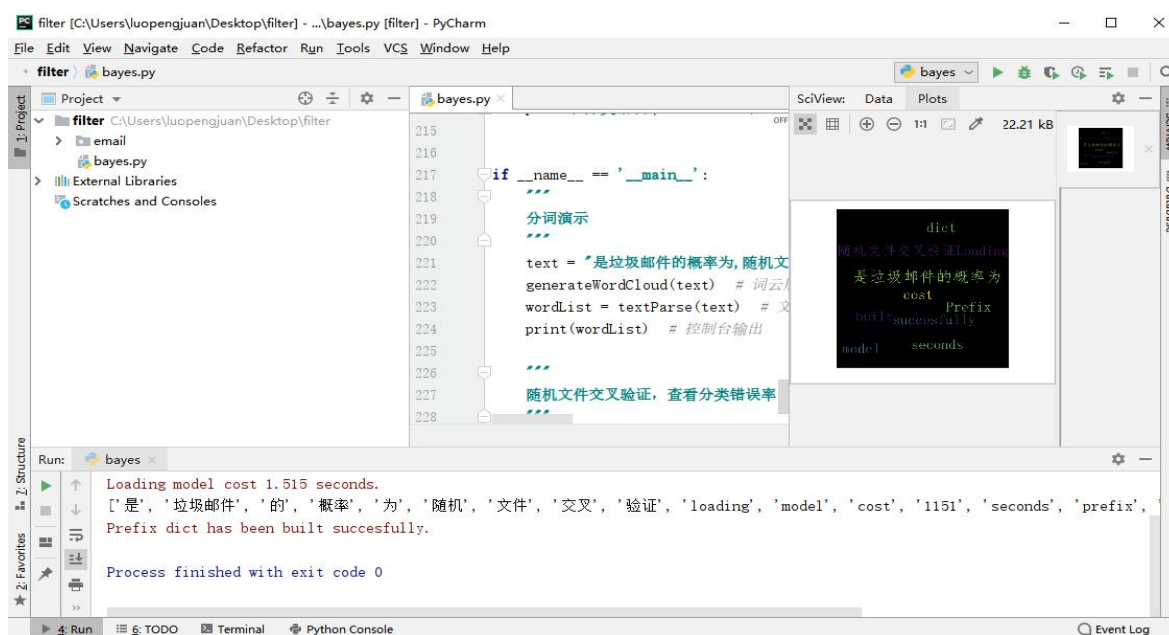 filter [C:\Users\luopengjuan\Desktop\filter] - ...\bayes.py [filter] - PyCharm
File Edit View Navigate Code Refactor Run Tools VCS Window Help
filter bayes.py bayes
1: Project
Project
bayes.py
SciView: Data Plots
filter C:\Users\luopengjuan\Desktop\filter
email
bayes.py
External Libraries
Scratches and Consoles
OFF
1:1
22.21 kB
215
216
217 if __name__ == '__main__':
218 """
219 分词演示
220 """
221 text = "是垃圾邮件的概率为,随机文
222 generateWordCloud(text) # 词云
223 wordList = textParse(text) # 文
224 print(wordList) # 控制台输出
225
226 """
227 随机文件交叉验证，查看分类错误率
228 """
dict
随机文件交叉验证Loading
是垃圾邮件的概率为
cost
Prefix
built succesfully
model seconds
7: Structure
2: Favorites
Run: bayes
Loading model cost 1.515 seconds.
['是', '垃圾邮件', '的', '概率', '为', '随机', '文件', '交叉', '验证', 'loading', 'model', 'cost', '1151', 'seconds', 'prefix',
Prefix dict has been built succesfully.
Process finished with exit code 0
4: Run 6: TODO Terminal Python Console Event Log